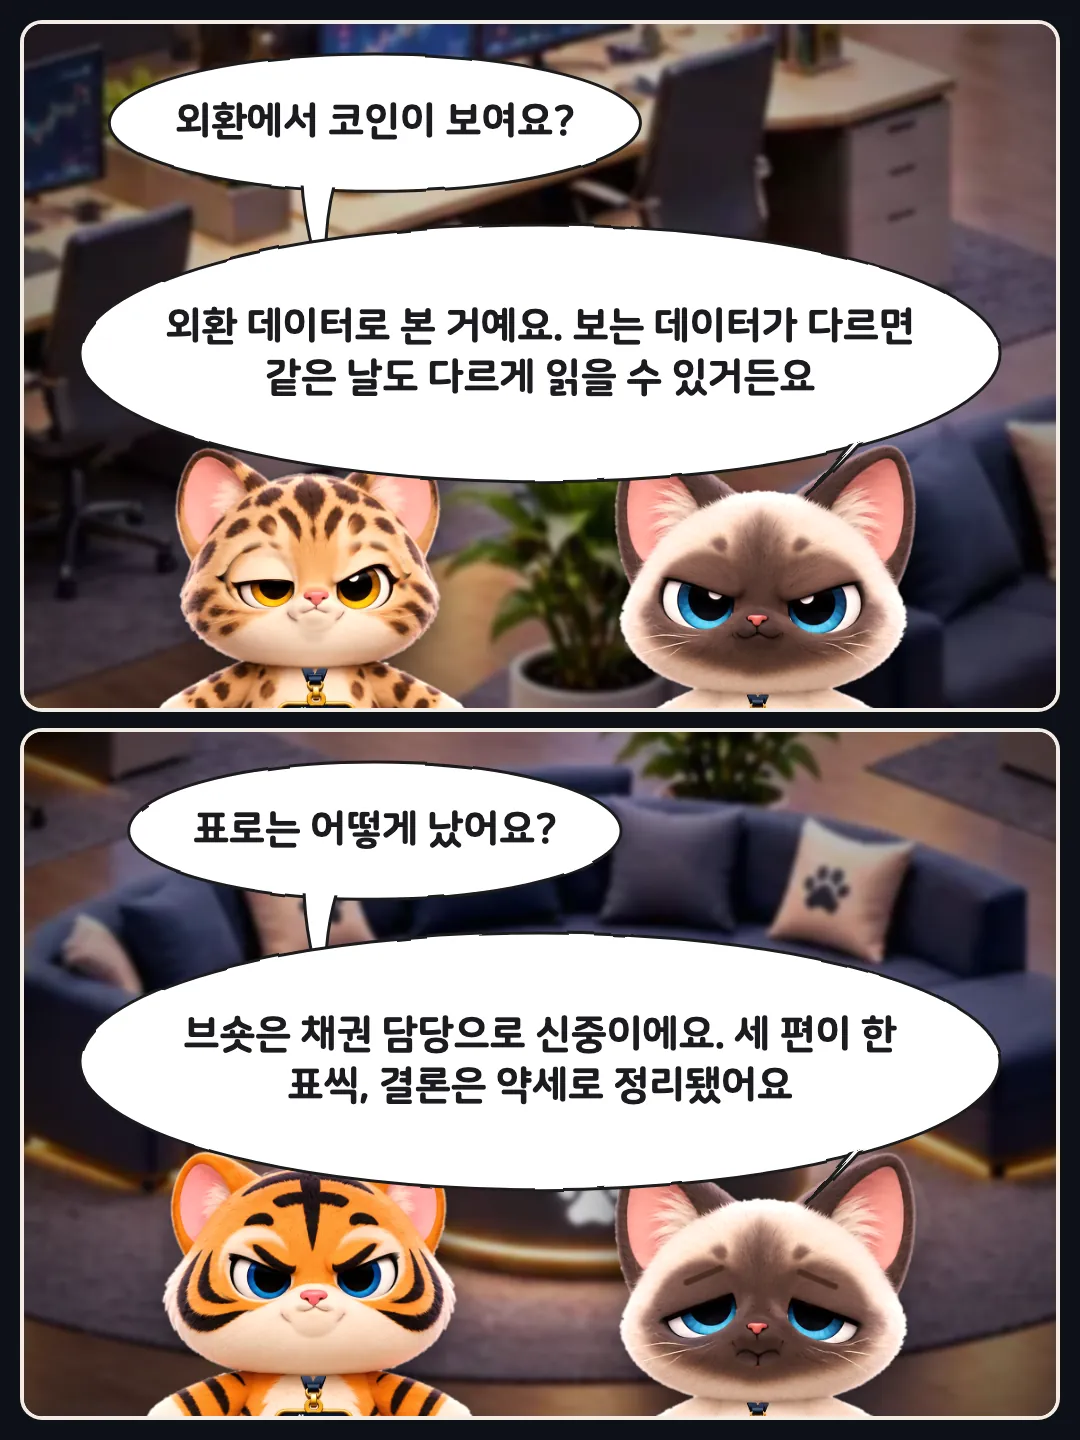 외환에서 코인이 보여요?
외환 데이터로 본 거예요. 보는 데이터가 다르면
같은 날도 다르게 읽을 수 있거든요
표로는 어떻게 났어요?
브숏은 채권 담당으로 신중이에요. 세 편이 한
표씩, 결론은 약세로 정리됐어요